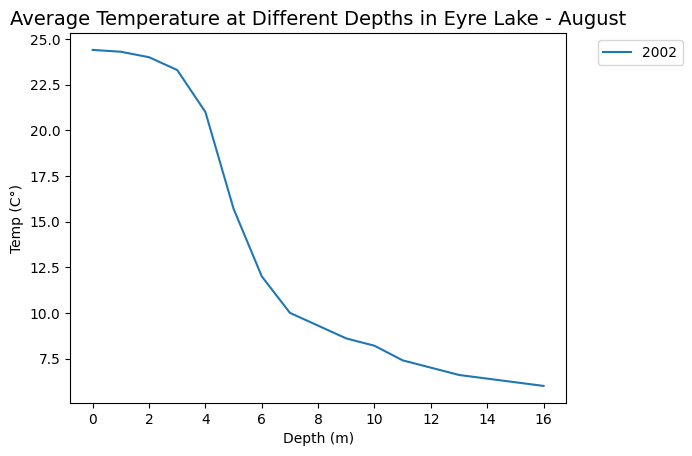 Average Temperature at Different Depths in Eyre Lake - August
2002
25.0
22.5
20.0
17.5
15.0
12.5
10.0
7.5
Temp (C°)
0 2 4 6 8 10 12 14 16
Depth (m)